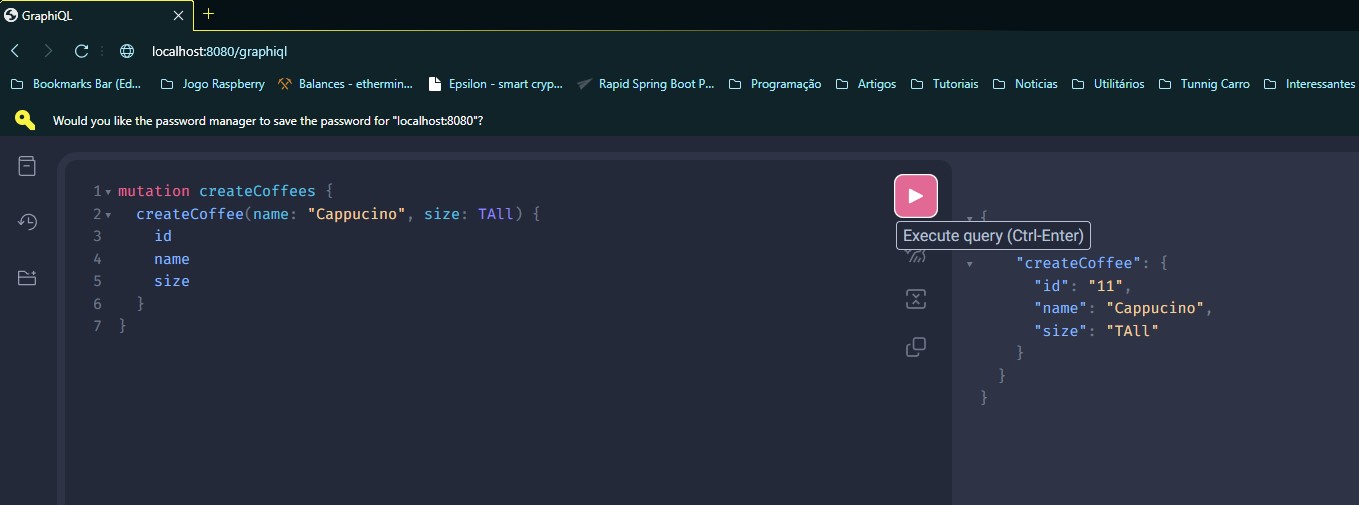 GraphiQL
localhost:8080/graphiql
Bookmarks Bar (Ed... Jogo Raspberry Balances - ethermin... Epsilon - smart cryp... Rapid Spring Boot P... Programação Artigos Tutoriais Noticias Utilitários Tunnig Carro Interessantes
Would you like the password manager to save the password for "localhost:8080"?
1 mutation createCoffees {
2 createCoffee(name: "Cappucino", size: TAll) {
3 id
4 name
5 size
6 }
7 }
Execute query (Ctrl-Enter)
{
"createCoffee": {
"id": "11",
"name": "Cappucino",
"size": "TAll"
}
}
}